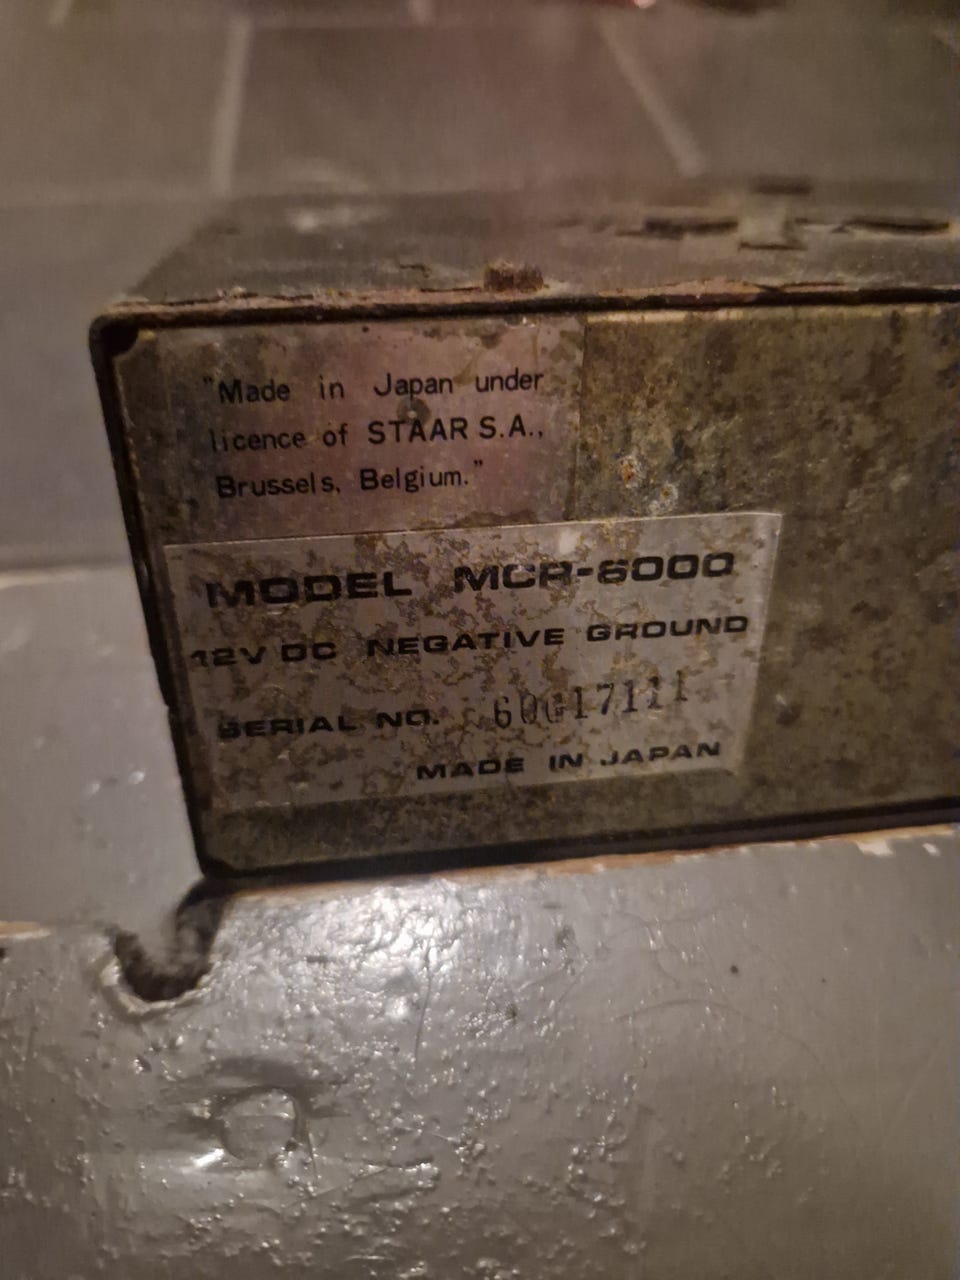 "Made in Japan under
licence of STAAR S.A.,
Brussels, Belgium."
MODEL MCR-6000
12V DC NEGATIVE GROUND
SERIAL NO.
MADE IN JAPAN